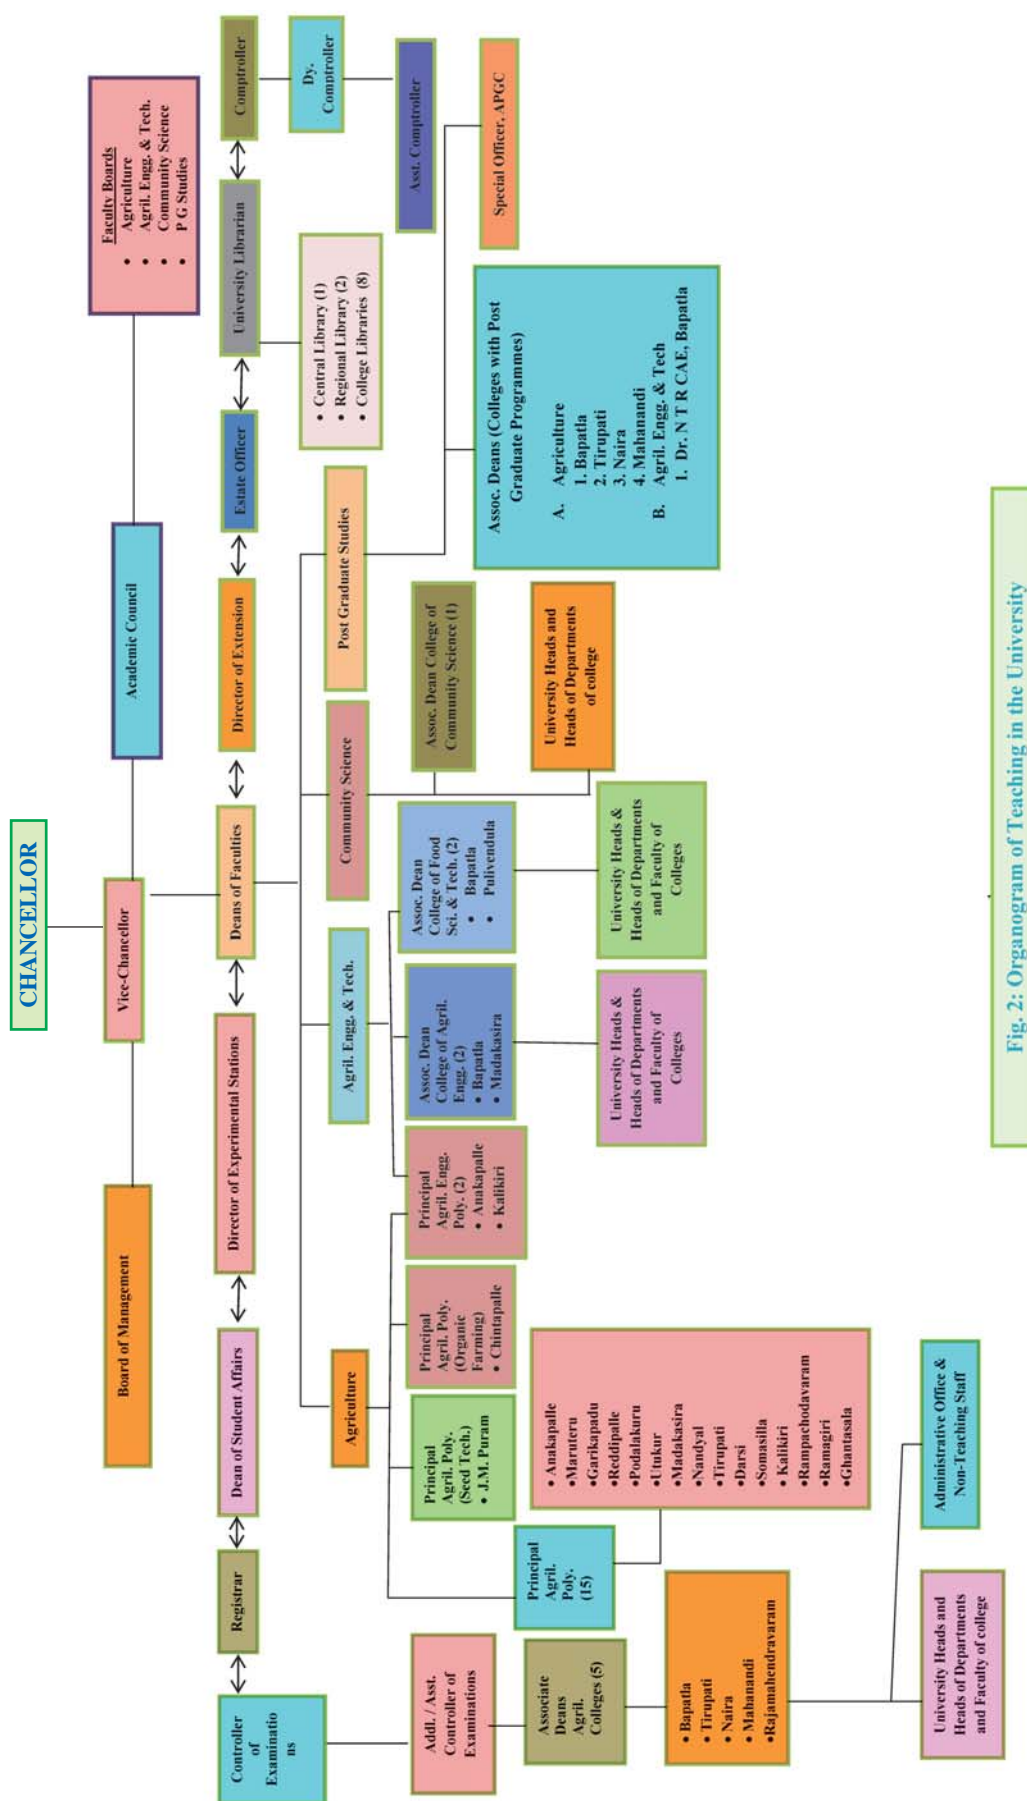 CHANCELLOR
Board of Management
Vice-Chancellor
Academic Council
Faculty Boards
• Agriculture
• Agril. Engg. & Tech.
• Community Science
• P G Studies
Controller
of
Examinatio
ns
Registrar
Dean of Student Affairs
Director of Experimental Stations
Deans of Faculties
Director of Extension
Estate Officer
University Librarian
Comptroller
Dy.
Comptroller
Asst. Comptroller
• Central Library (1)
• Regional Library (2)
• College Libraries (8)
Agriculture
Agril. Engg. & Tech.
Community Science
Post Graduate Studies
Addl. / Asst.
Controller of
Examinations
Associate
Deans
Agril.
Colleges (5)
• Bapatla
• Tirupati
• Naira
• Mahanandi
• Rajamahendravaram
University Heads and
Heads of Departments
and Faculty of college
Administrative Office &
Non-Teaching Staff
Principal
Agril.
Poly.
(15)
• Anakapalle
• Maruteru
• Garikapadu
• Reddipalle
• Podalakuru
• Utukur
• Madakasira
• Nandyal
• Tirupati
• Darsi
• Somasilla
• Kalikiri
• Rampachodavaram
• Ramagiri
• Ghantasala
Principal
Agril. Poly.
(Seed Tech.)
• J.M. Puram
Principal
Agril. Poly.
(Organic
Farming)
• Chintapalle
Principal
Agril. Engg.
Poly. (2)
• Anakapalle
• Kalikiri
Assoc. Dean
College of Agril.
Engg. (2)
• Bapatla
• Madakasira
University Heads &
Heads of Departments
and Faculty of
Colleges
Assoc. Dean
College of Food
Sci. & Tech. (2)
• Bapatla
• Pulivendula
University Heads &
Heads of Departments
and Faculty of
Colleges
Assoc. Dean College of
Community Science (1)
University Heads and
Heads of Departments
of college
Assoc. Deans (Colleges with Post
Graduate Programmes)
A. Agriculture
1. Bapatla
2. Tirupati
3. Naira
4. Mahanandi
B. Agril. Engg. & Tech
1. Dr. N T R CAE, Bapatla
Special Officer, APGC
Fig. 2: Organogram of Teaching in the University